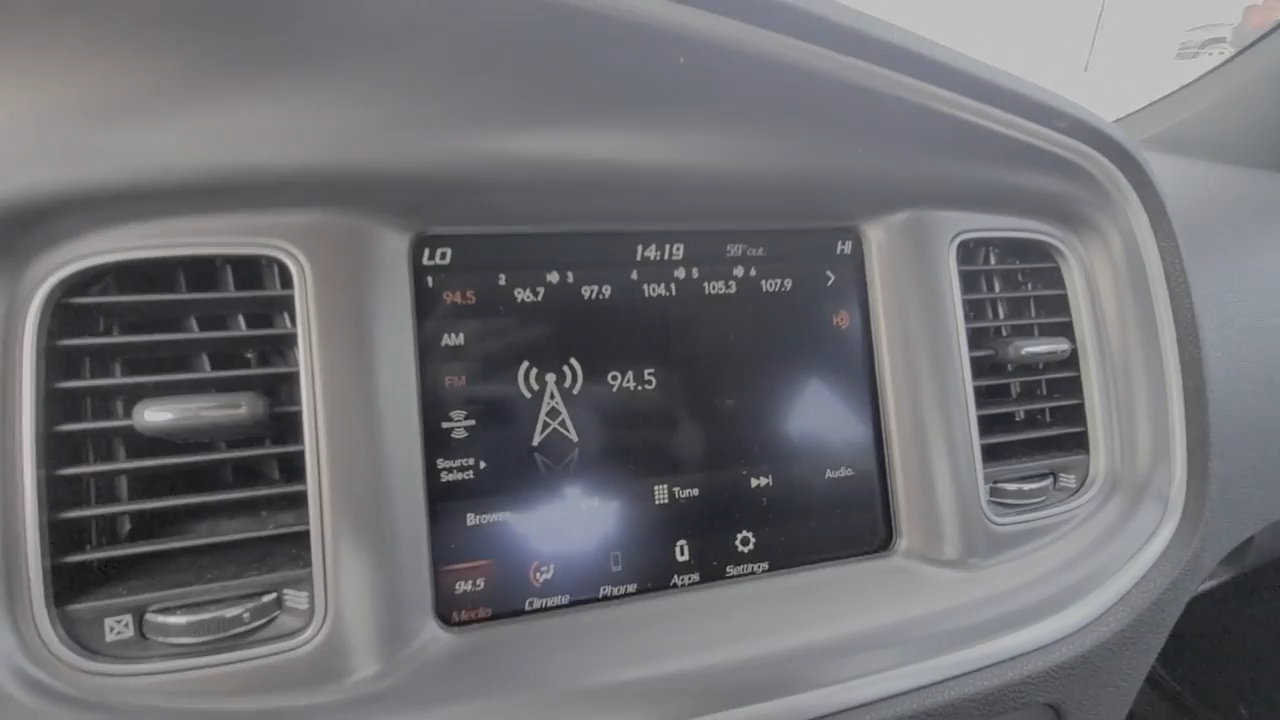 LO 14:19 59° out. HI
1 2 3 4 5 6
94.5 96.7 97.9 104.1 105.3 107.9
AM
FM
94.5
Source
Select
Audio
Tune
Brows
94.5
Media
Climate
Phone
Apps
Settings